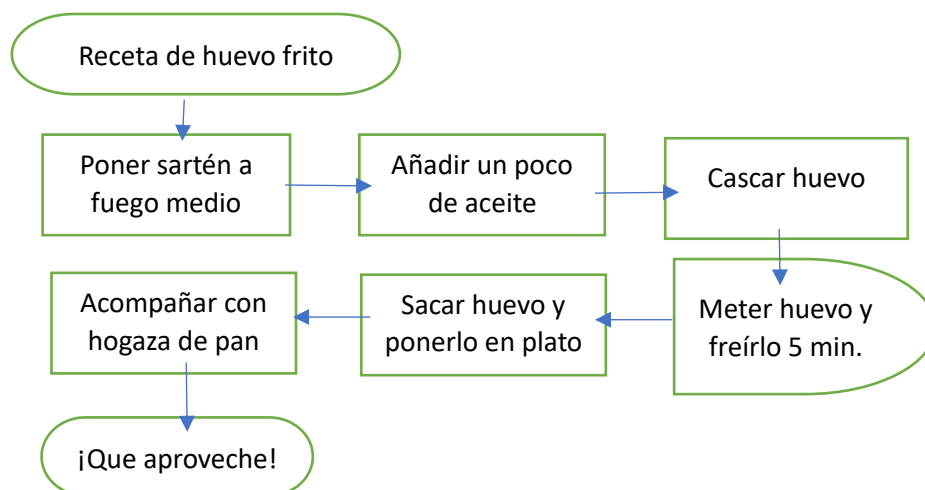 Receta de huevo frito
Poner sartén a
fuego medio
Añadir un poco
de aceite
Cascar huevo
Meter huevo y
freírlo 5 min.
Sacar huevo y
ponerlo en plato
Acompañar con
hogaza de pan
¡Que aproveche!